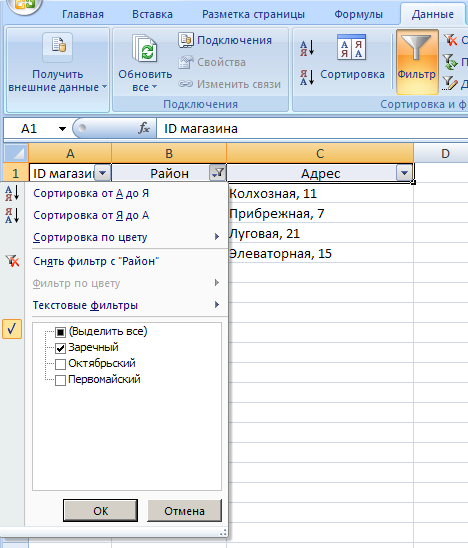 Главная Вставка Разметка страницы Формулы Данные
Получить внешние данные
Обновить все
Подключения
Свойства
Изменить связи
Подключения
Сортировка
Фильтр
Сортировка и ф
A1 fx ID магазина
A B C D
1 ID магази Район Адрес
Колхозная, 11
Прибрежная, 7
Луговая, 21
Элеваторная, 15
Сортировка от А до Я
Сортировка от Я до А
Сортировка по цвету
Снять фильтр с "Район"
Фильтр по цвету
Текстовые фильтры
(Выделить все)
Заречный
Октябрьский
Первомайский
ОК Отмена